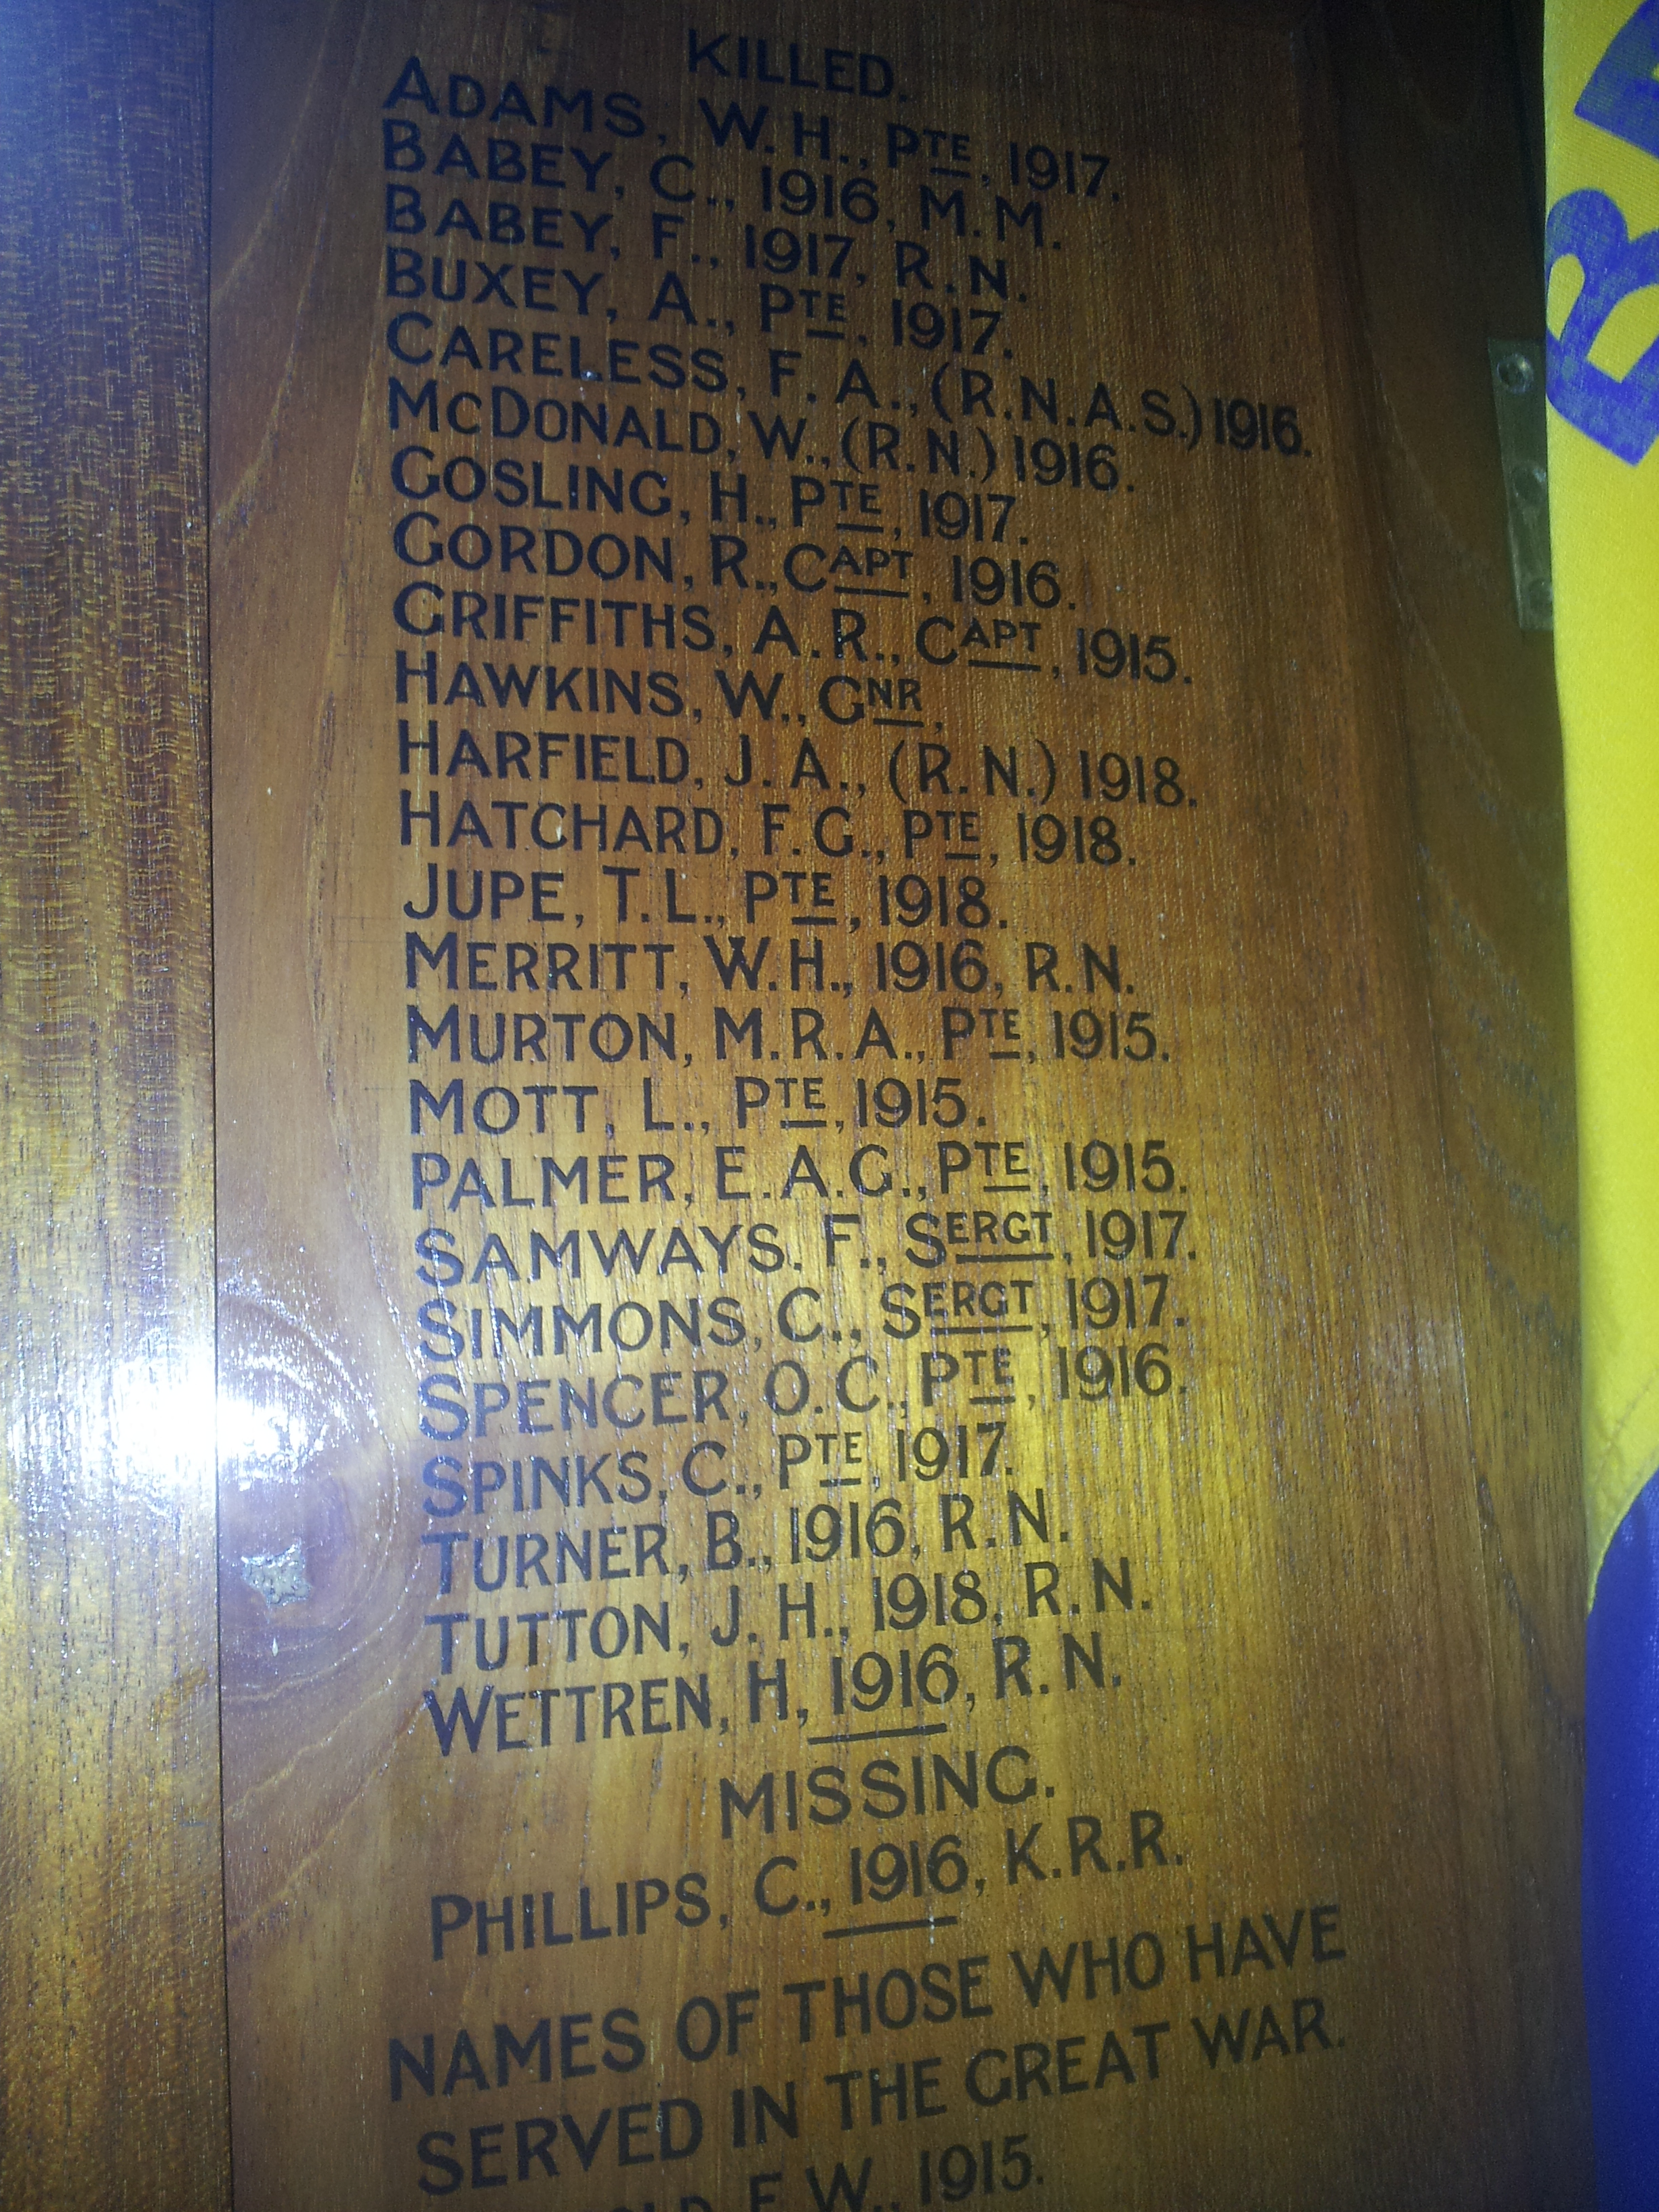 KILLED.
ADAMS, W.H., PTE, 1917.
BABEY, C., 1916, M.M.
BABEY, F., 1917, R.N.
BUXEY, A., PTE, 1917.
CARELESS, F.A., (R.N.A.S.) 1916.
MCDONALD, W., (R.N.) 1916.
GOSLING, H., PTE, 1917.
GORDON, R., CAPT, 1916.
GRIFFITHS, A.R., CAPT, 1915.
HAWKINS, W., GNR,
HARFIELD, J.A., (R.N.) 1918.
HATCHARD, F.G., PTE, 1918.
JUPE, T.L., PTE, 1918.
MERRITT, W.H., 1916, R.N.
MURTON, M.R.A., PTE, 1915.
MOTT, L., PTE, 1915.
PALMER, E.A.G., PTE, 1915.
SAMWAYS, F., SERGT, 1917.
SIMMONS, C., SERGT, 1917.
SPENCER, O.C., PTE, 1916.
SPINKS, C., PTE, 1917.
TURNER, B., 1916, R.N.
TUTTON, J.H., 1918, R.N.
WETTREN, H, 1916, R.N.
MISSING.
PHILLIPS, C., 1916, K.R.R.
NAMES OF THOSE WHO HAVE
SERVED IN THE GREAT WAR.
F.W., 1915.